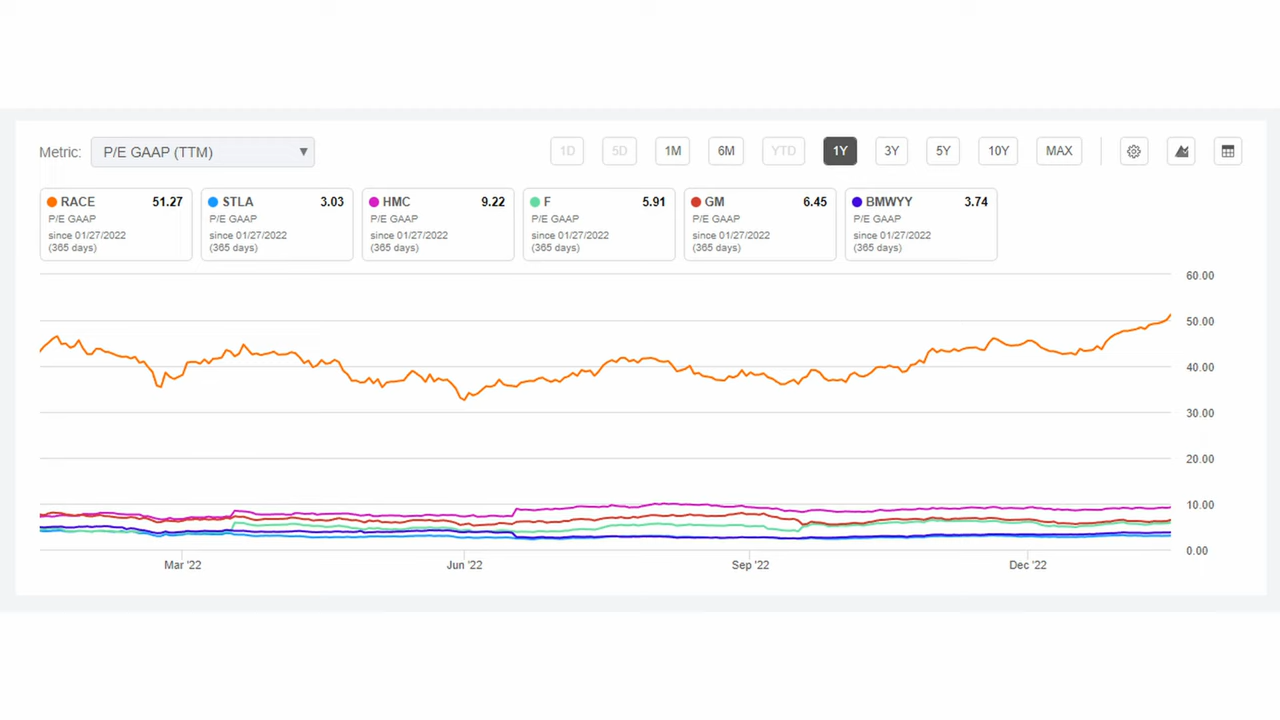 Metric: P/E GAAP (TTM) ▼ 1D 5D 1M 6M YTD 1Y 3Y 5Y 10Y MAX
RACE 51.27
P/E GAAP
since 01/27/2022
(365 days)
STLA 3.03
P/E GAAP
since 01/27/2022
(365 days)
HMC 9.22
P/E GAAP
since 01/27/2022
(365 days)
F 5.91
P/E GAAP
since 01/27/2022
(365 days)
GM 6.45
P/E GAAP
since 01/27/2022
(365 days)
BMWYY 3.74
P/E GAAP
since 01/27/2022
(365 days)
60.00
50.00
40.00
30.00
20.00
10.00
0.00
Mar '22 Jun '22 Sep '22 Dec '22